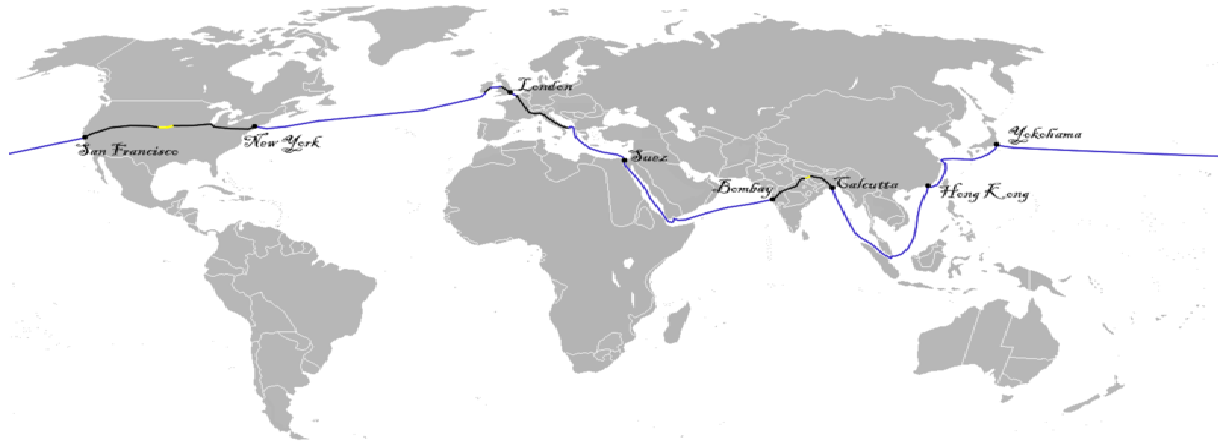 London
New York
San Francisco
Suez
Bombay
Calcutta
Hong Kong
Yokohama